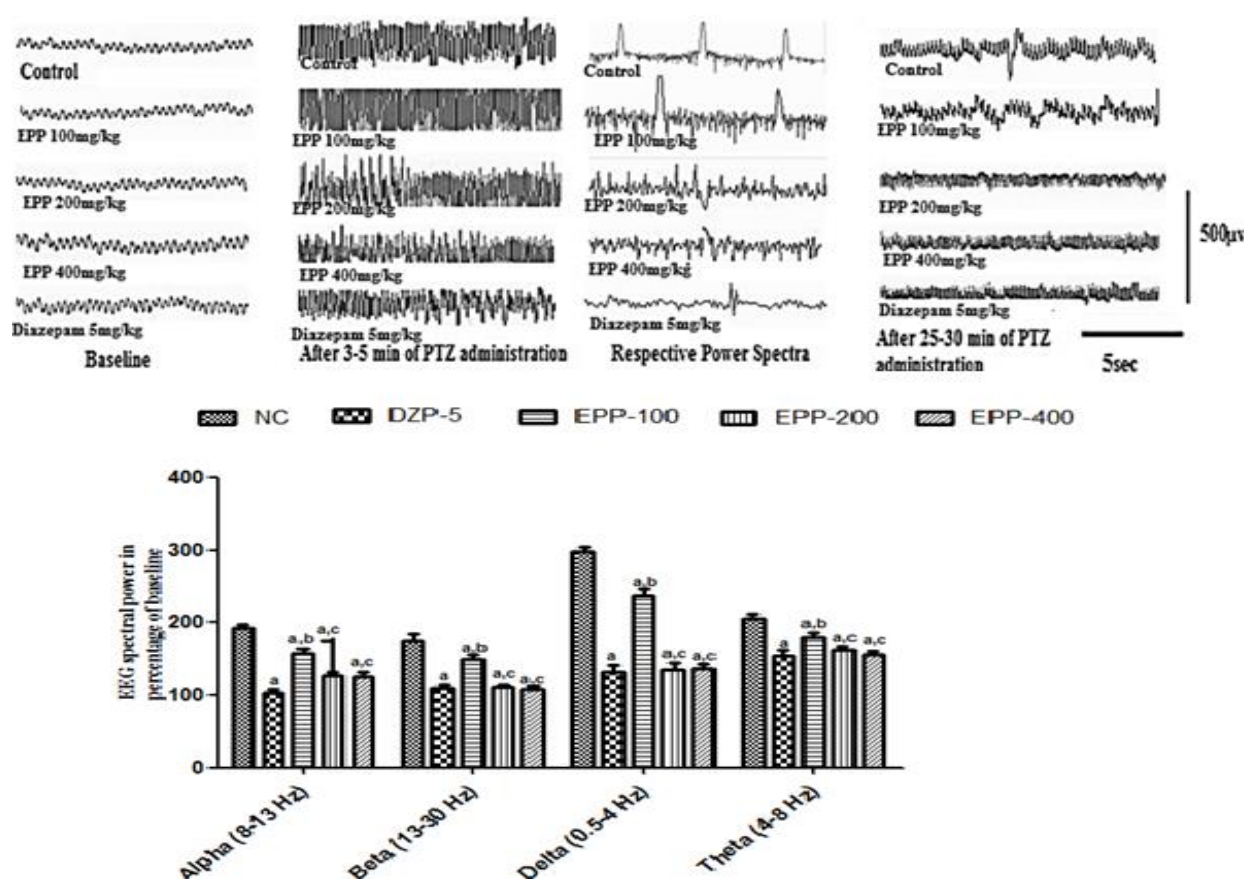 Control
EPP 100mg/kg
EPP 200mg/kg
EPP 400mg/kg
Diazepam 5mg/kg
Baseline
Control
EPP 100mg/kg
EPP 200mg/kg
EPP 400mg/kg
Diazepam 5mg/kg
After 3-5 min of PTZ administration
Control
EPP 100mg/kg
EPP 200mg/kg
EPP 400mg/kg
Diazepam 5mg/kg
Respective Power Spectra
Control
EPP 100mg/kg
EPP 200mg/kg
EPP 400mg/kg
Diazepam 5mg/kg
After 25-30 min of PTZ
administration
500µv
5sec
NC DZP-5 EPP-100 EPP-200 EPP-400
EEG spectral power in
percentage of baseline
400
300
200
100
0
a a,b a,c a,c
a a,b a,c a,c
a a,b a,c a,c
a a,b a,c a,c
Alpha (8-13 Hz)
Beta (13-30 Hz)
Delta (0.5-4 Hz)
Theta (4-8 Hz)